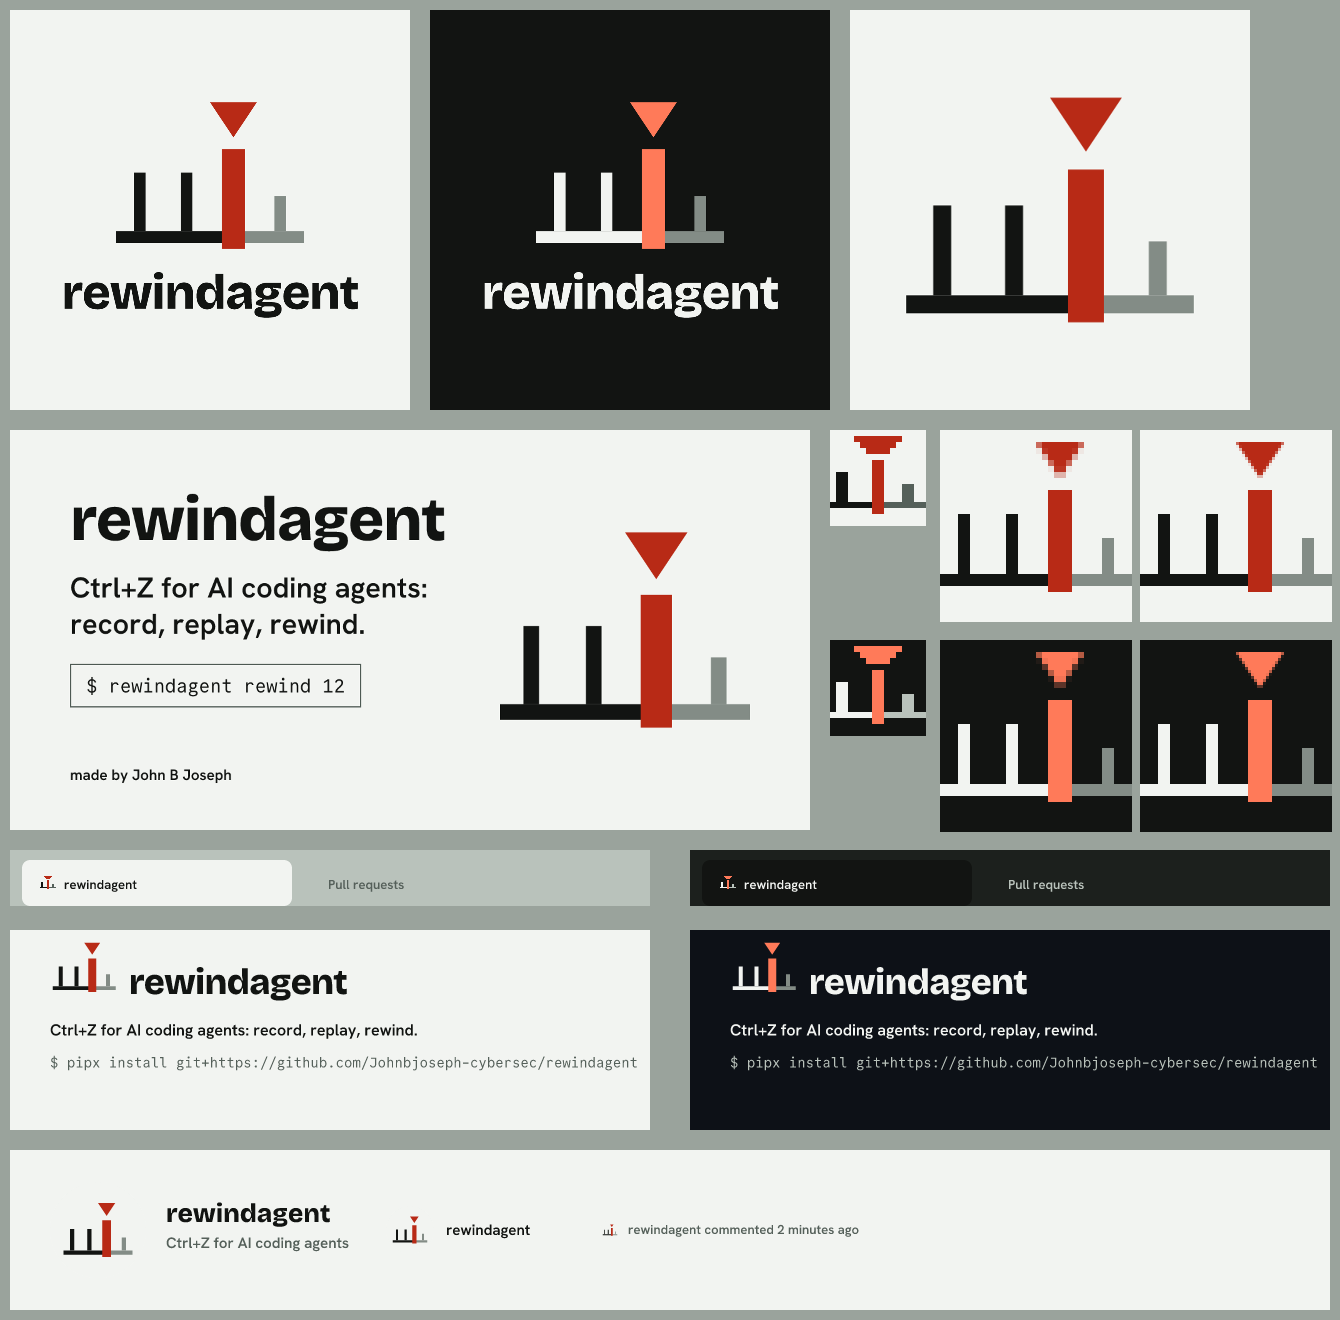 rewindagent
rewindagent
rewindagent
Ctrl+Z for AI coding agents:
record, replay, rewind.
$ rewindagent rewind 12
made by John B Joseph
rewindagent
Pull requests
rewindagent
Pull requests
rewindagent
Ctrl+Z for AI coding agents: record, replay, rewind.
$ pipx install git+https://github.com/Johnbjoseph-cybersec/rewindagent
rewindagent
Ctrl+Z for AI coding agents: record, replay, rewind.
$ pipx install git+https://github.com/Johnbjoseph-cybersec/rewindagent
rewindagent
Ctrl+Z for AI coding agents
rewindagent
rewindagent commented 2 minutes ago